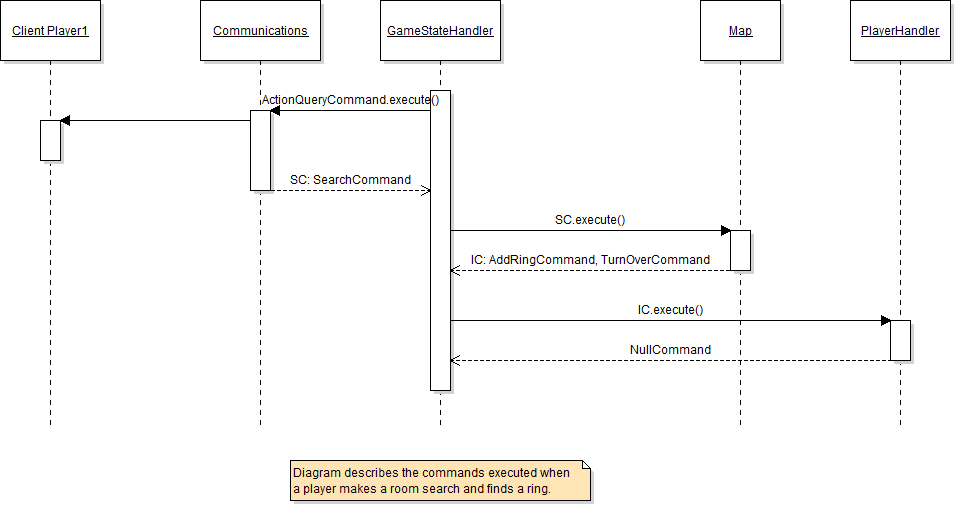 Client Player1
Communications
GameStateHandler
Map
PlayerHandler
ActionQueryCommand.execute()
SC: SearchCommand
SC.execute()
IC: AddRingCommand, TurnOverCommand
IC.execute()
NullCommand
Diagram describes the commands executed when
a player makes a room search and finds a ring.